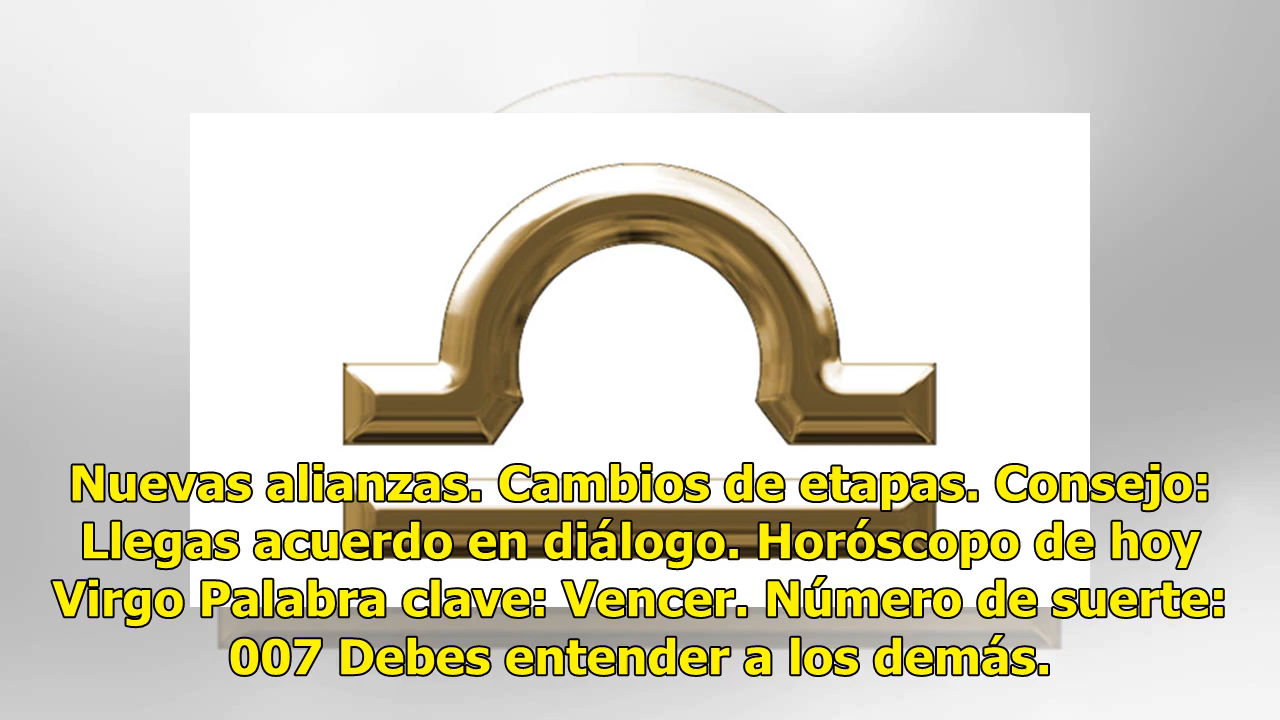 Nuevas alianzas. Cambios de etapas. Consejo:
Llegas acuerdo en diálogo. Horóscopo de hoy
Virgo Palabra clave: Vencer. Número de suerte:
007 Debes entender a los demás.